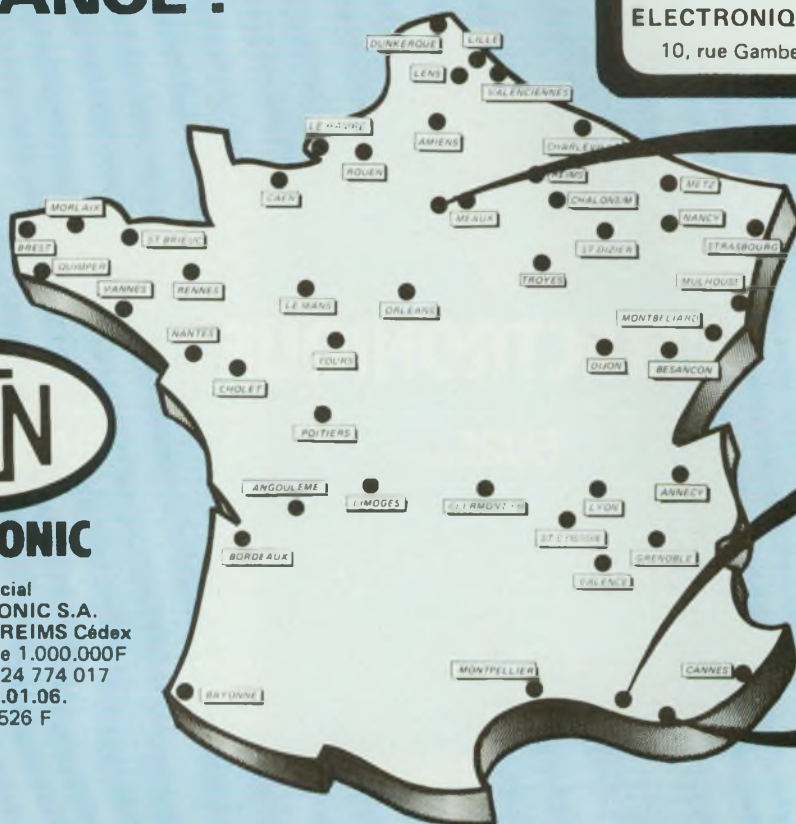 ANCE !
ELECTRONIQ
10, rue Gambe
DUNKERQUE
LILLE
LENS
VALENCIENNES
LE HAVRE
AMIENS
ROUEN
CAEN
REIMS
METZ
MEAUX
CHALONS/M
NANCY
MORLAIX
ST BRIEUC
ST DIZIER
STRASBOURG
BREST
QUIMPER
TROYES
VANNES
RENNES
LE MANS
ORLEANS
MULHOUSE
MONTBELIARD
NANTES
TOURS
DIJON
BESANCON
CHOLET
N
POITIERS
ANGOULEME
LIMOGES
LYON
ANNECY
ONIC
BORDEAUX
ST ETIENNE
GRENOBLE
VALENCE
cial
ONIC S.A.
REIMS Cédex
e 1.000.000F
24 774 017
.01.06.
526 F
MONTPELLIER
CANNES
BAYONNE